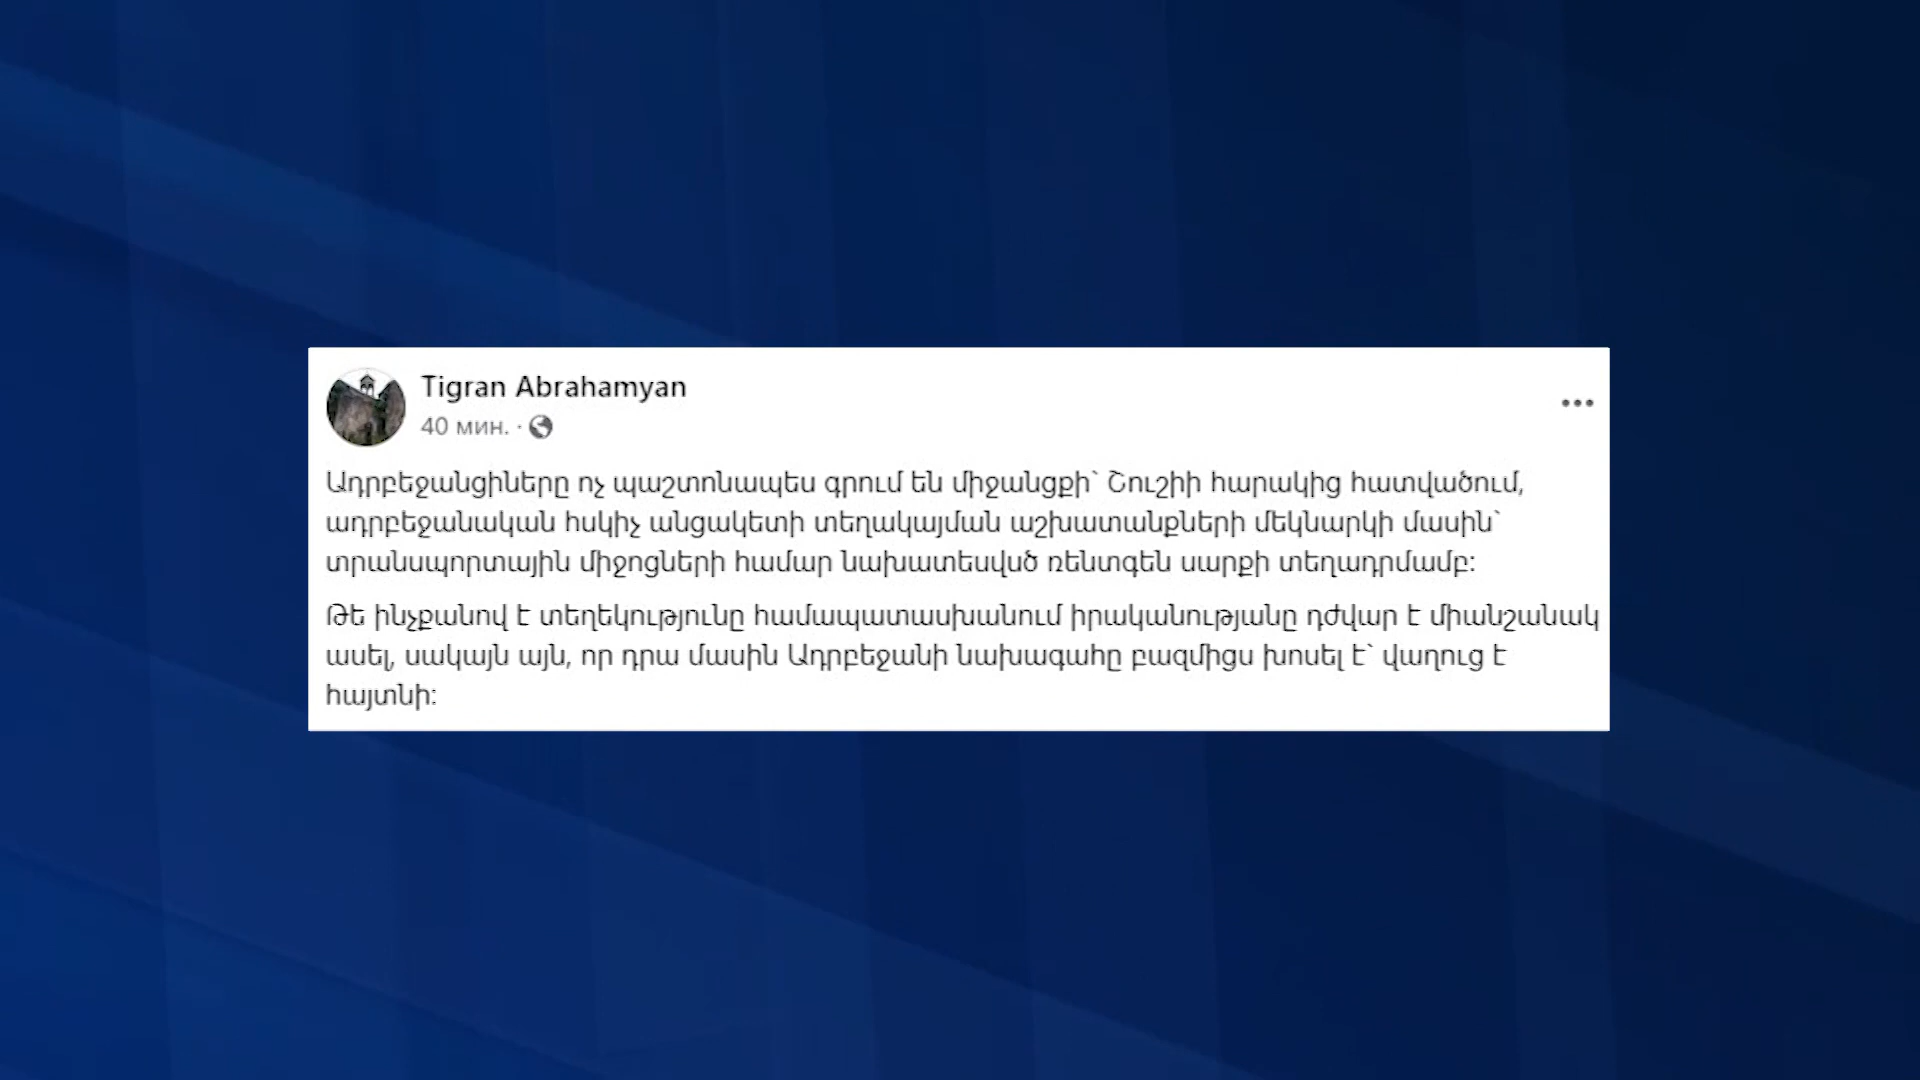 Tigran Abrahamyan
40 мин. ·
Ադրբեջանցիները ոչ պաշտոնապես գրում են միջանցքի` Շուշիի հարակից հատվածում,
ադրբեջանական հսկիչ անցակետի տեղակայման աշխատանքների մեկնարկի մասին`
տրանսպորտային միջոցների համար նախատեսված ռենտգեն սարքի տեղադրմամբ:
Թե ինչքանով է տեղեկությունը համապատասխանում իրականությանը դժվար է միանշանակ
ասել, սակայն այն, որ դրա մասին Ադրբեջանի նախագահը բազմիցս խոսել է` վաղուց է
հայտնի: